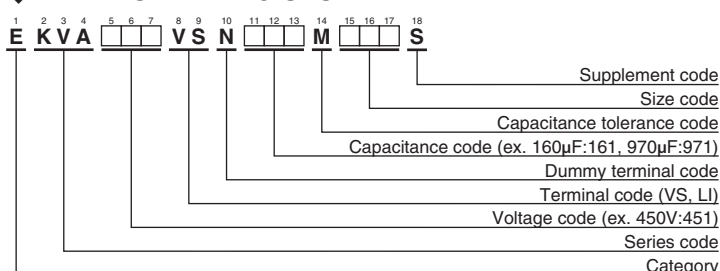 1 2 3 4 5 6 7 8 9 10 11 12 13 14 15 16 17 18
E K V A □□□ V S N □□□ M □□□ S
Supplement code
Size code
Capacitance tolerance code
Capacitance code (ex. 160μF:161, 970μF:971)
Dummy terminal code
Terminal code (VS, LI)
Voltage code (ex. 450V:451)
Series code
Category